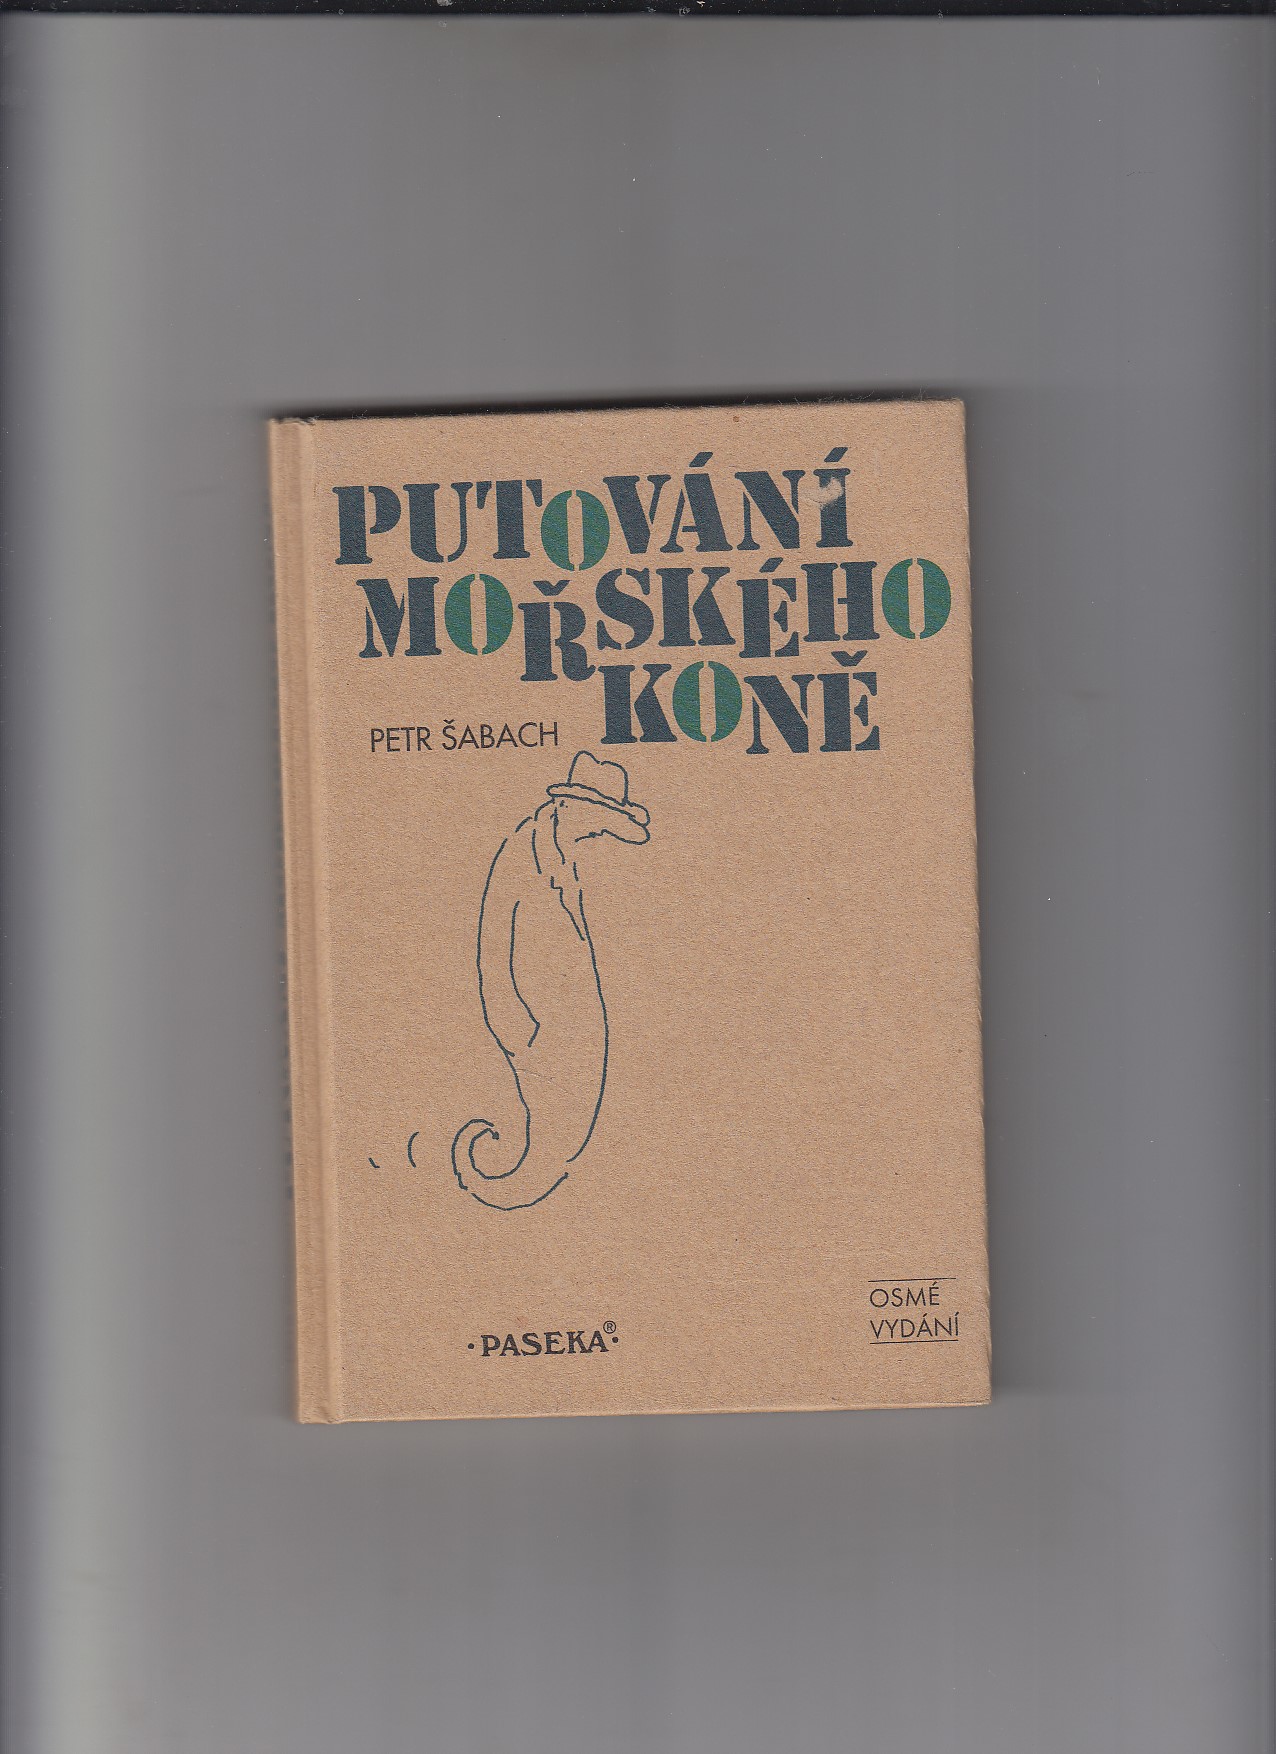 PUTOVÁNÍ
MOŘSKÉHO
KONĚ
PETR ŠABACH
OSMÉ
VYDÁNÍ
·PASEKA®·